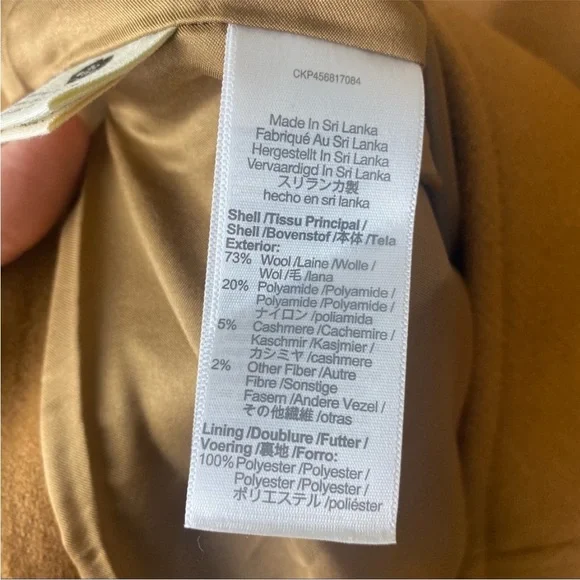 CKP456817084
Made In Sri Lanka
Fabriqué Au Sri Lanka
Hergestellt In Sri Lanka
Vervaardigd In Sri Lanka
スリランカ製
hecho en sri lanka
Shell /Tissu Principal /
Shell /Bovenstof /本体 /Tela
Exterior:
73% Wool /Laine /Wolle /
Wol /毛 /lana
20% Polyamide /Polyamide /
Polyamide /Polyamide /
ナイロン /poliamida
5% Cashmere /Cachemire /
Kaschmir /Kasjmier /
カシミヤ /cashmere
2% Other Fiber /Autre
Fibre /Sonstige
Fasern /Andere Vezel /
その他繊維 /otras
Lining /Doublure /Futter /
Voering /裏地 /Forro:
100% Polyester /Polyester /
Polyester /Polyester /
ポリエステル /poliéster